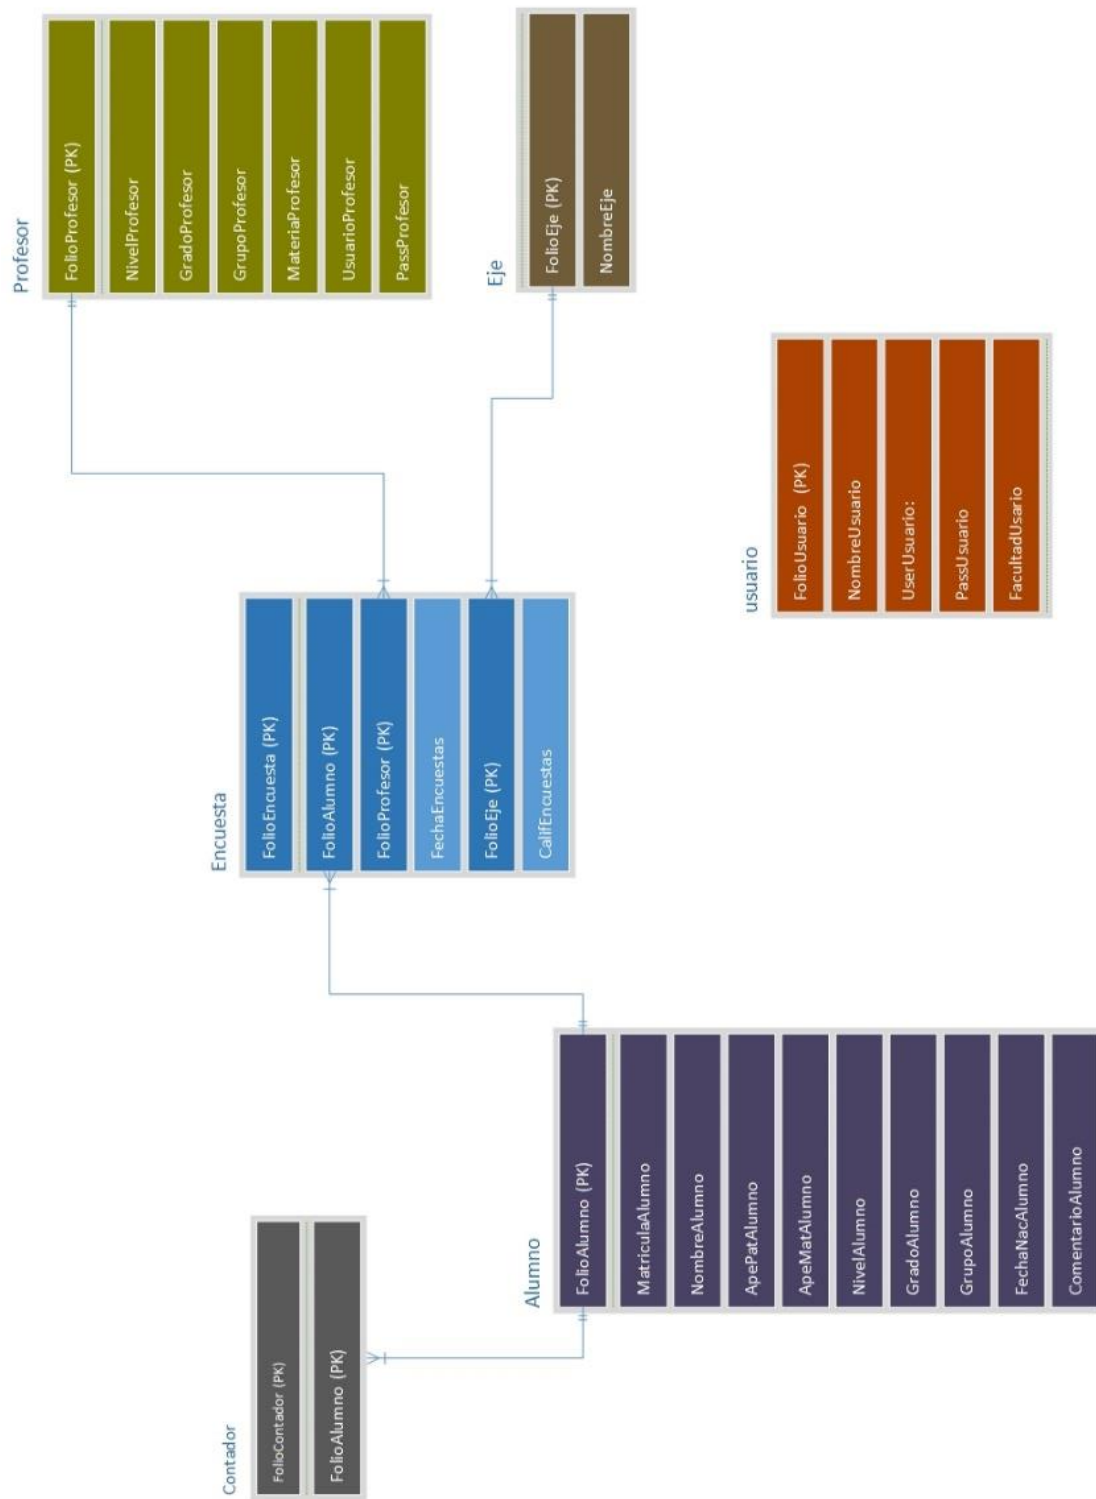 Contador
FolioContador (PK)
FolioAlumno (PK)
Alumno
FolioAlumno (PK)
MatriculaAlumno
NombreAlumno
ApePatAlumno
ApeMatAlumno
NivelAlumno
GradoAlumno
GrupoAlumno
FechaNacAlumno
ComentarioAlumno
Encuesta
FolioEncuesta (PK)
FolioAlumno (PK)
FolioProfesor (PK)
FechaEncuestas
FolioEje (PK)
CalifEncuestas
Profesor
FolioProfesor (PK)
NivelProfesor
GradoProfesor
GrupoProfesor
MateriaProfesor
UsuarioProfesor
PassProfesor
Eje
FolioEje (PK)
NombreEje
usuario
FolioUsuario (PK)
NombreUsuario
UserUsuario:
PassUsuario
FacultadUsario